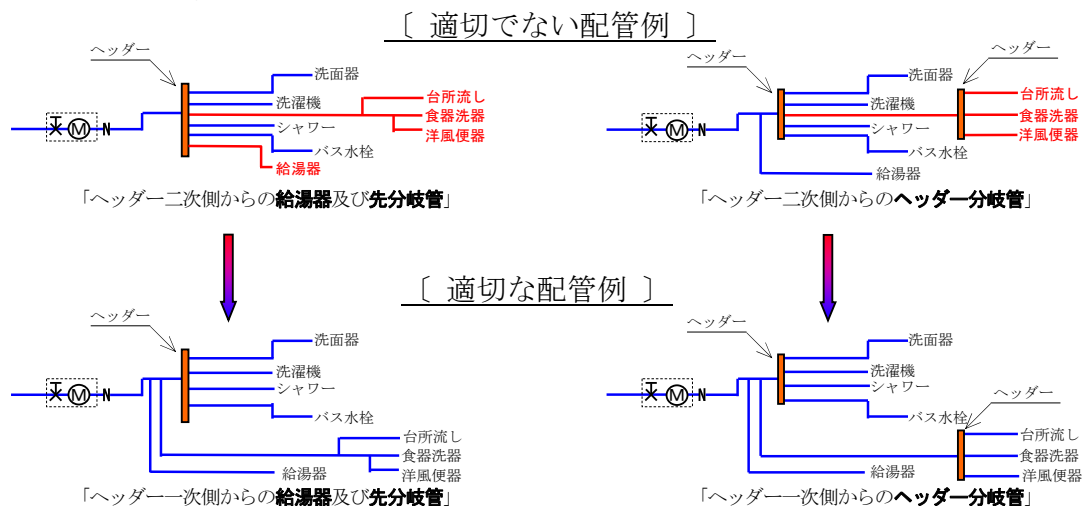 〔 適切でない配管例 〕
ヘッダー
洗面器
洗濯機
台所流し
食器洗器
シャワー
洋風便器
バス水栓
給湯器
M
N
「ヘッダー二次側からの給湯器及び先分岐管」
ヘッダー
ヘッダー
洗面器
台所流し
洗濯機
食器洗器
シャワー
洋風便器
バス水栓
給湯器
M
N
「ヘッダー二次側からのヘッダー分岐管」
〔 適切な配管例 〕
ヘッダー
洗面器
洗濯機
シャワー
M
N
バス水栓
台所流し
食器洗器
給湯器
洋風便器
「ヘッダー一次側からの給湯器及び先分岐管」
ヘッダー
洗面器
洗濯機
シャワー
M
N
ヘッダー
バス水栓
台所流し
食器洗器
給湯器
洋風便器
「ヘッダー一次側からのヘッダー分岐管」